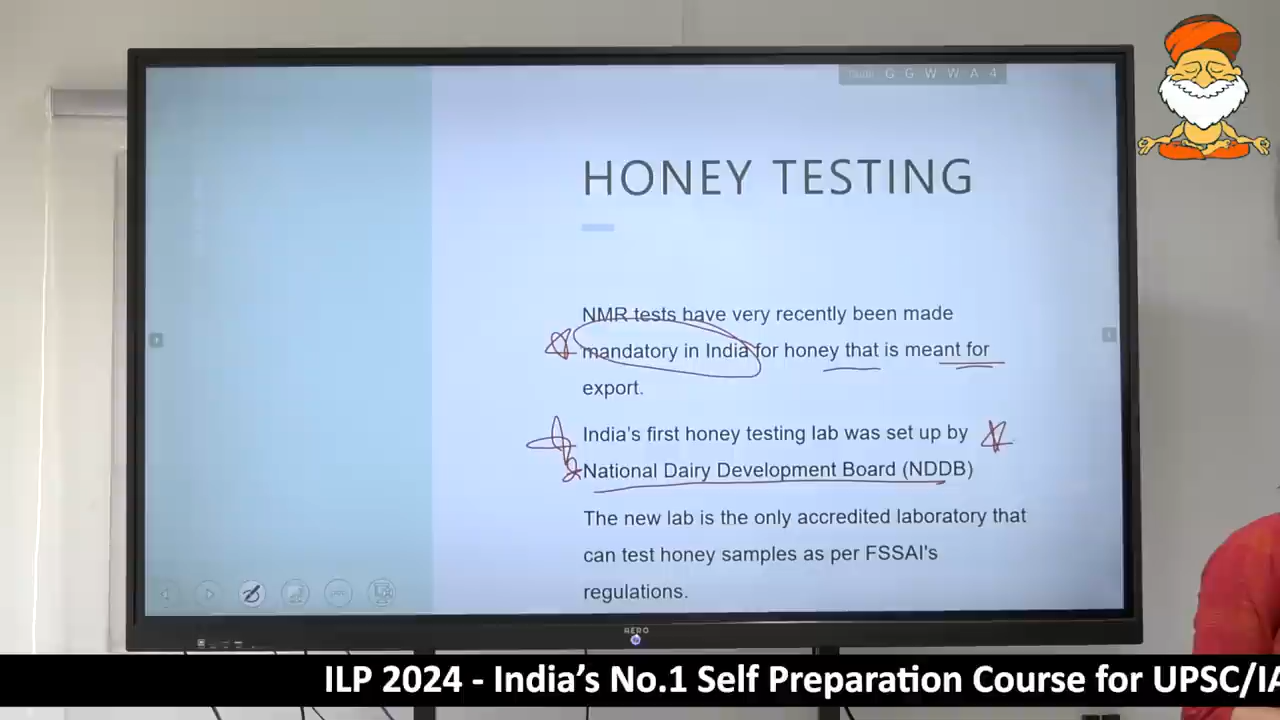 G G W W A 4
HONEY TESTING
NMR tests have very recently been made
mandatory in India for honey that is meant for
export.
India's first honey testing lab was set up by
National Dairy Development Board (NDDB)
The new lab is the only accredited laboratory that
can test honey samples as per FSSAI's
regulations.
AERO
ILP 2024 - India's No.1 Self Preparation Course for UPSC/IA